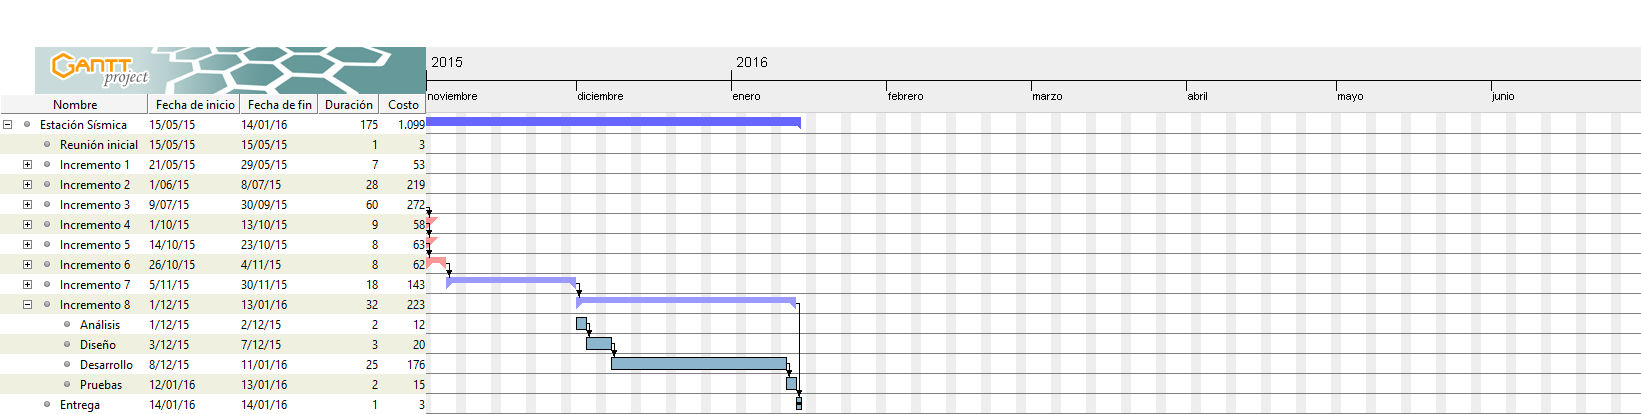 GANTT
project
2015 2016
noviembre diciembre enero febrero marzo abril mayo junio
Nombre Fecha de inicio Fecha de fin Duración Costo
Estación Sísmica 15/05/15 14/01/16 175 1.099
Reunión inicial 15/05/15 15/05/15 1 3
Incremento 1 21/05/15 29/05/15 7 53
Incremento 2 1/06/15 8/07/15 28 219
Incremento 3 9/07/15 30/09/15 60 272
Incremento 4 1/10/15 13/10/15 9 58
Incremento 5 14/10/15 23/10/15 8 63
Incremento 6 26/10/15 4/11/15 8 62
Incremento 7 5/11/15 30/11/15 18 143
Incremento 8 1/12/15 13/01/16 32 223
Análisis 1/12/15 2/12/15 2 12
Diseño 3/12/15 7/12/15 3 20
Desarrollo 8/12/15 11/01/16 25 176
Pruebas 12/01/16 13/01/16 2 15
Entrega 14/01/16 14/01/16 1 3